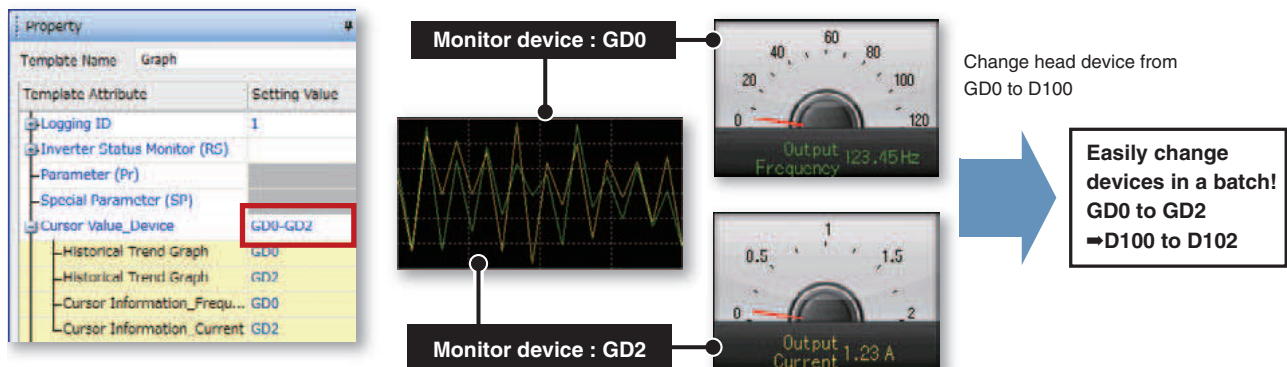 Property
Template Name Graph
Template Attribute Setting Value
Logging ID 1
Inverter Status Monitor (RS)
Parameter (Pr)
Special Parameter (SP)
Cursor Value_Device GD0-GD2
Historical Trend Graph GD0
Historical Trend Graph GD2
Cursor Information_Frequ... GD0
Cursor Information_Current GD2
Monitor device : GD0
Monitor device : GD2
0 20 40 60 80 100 120
Output
Frequency 123.45 Hz
0 0.5 1 1.5 2
Output
Current 1.23 A
Change head device from
GD0 to D100
Easily change
devices in a batch!
GD0 to GD2
➡D100 to D102